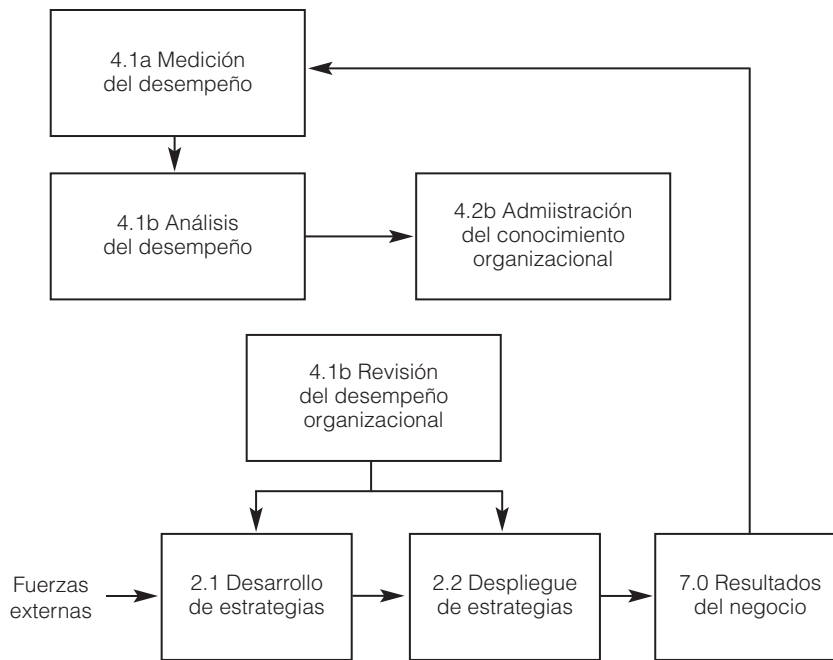 4.1a Medición
del desempeño
4.1b Análisis
del desempeño
4.2b Admiistración
del conocimiento
organizacional
4.1b Revisión
del desempeño
organizacional
Fuerzas
externas
2.1 Desarrollo
de estrategias
2.2 Despliegue
de estrategias
7.0 Resultados
del negocio